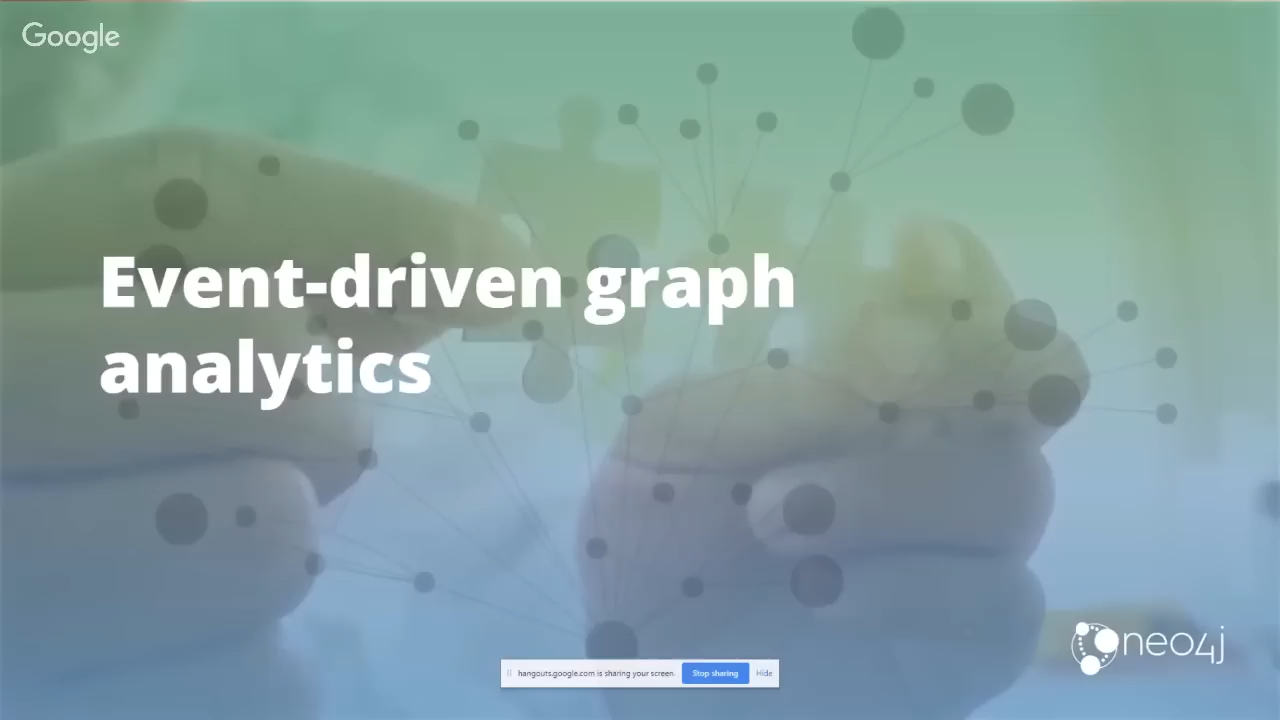 Google
Event-driven graph
analytics
neo4j
hangouts.google.com is sharing your screen. Stop sharing Hide